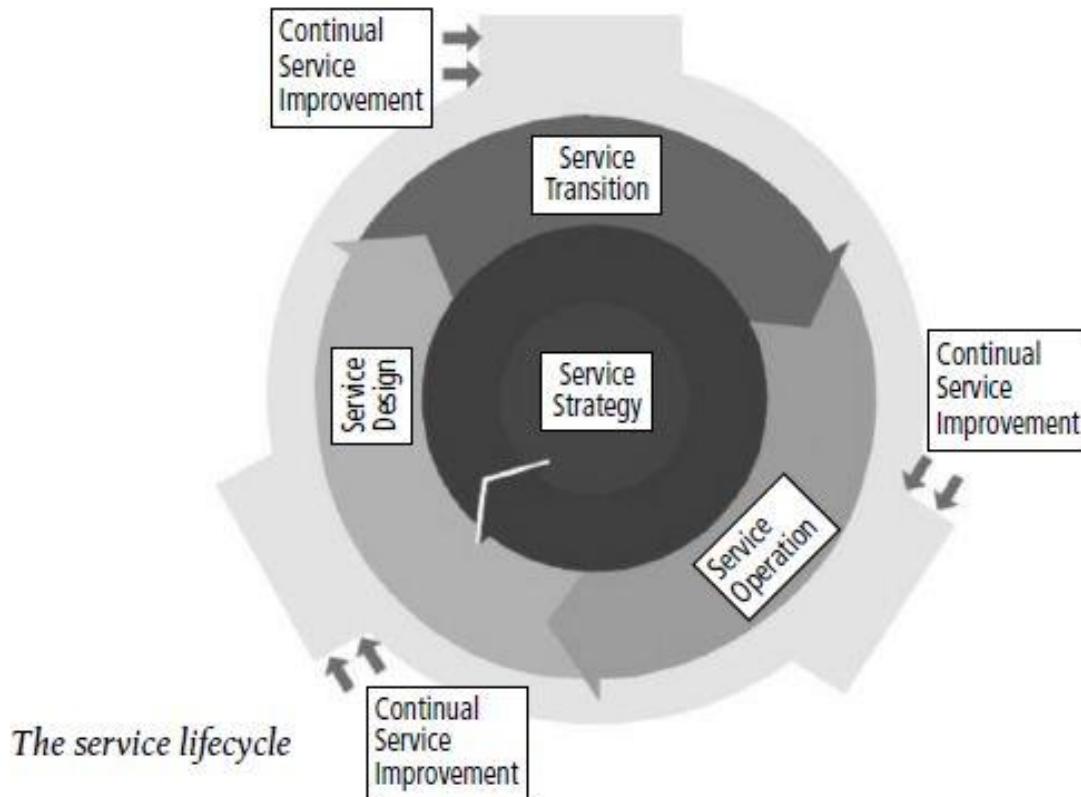 Continual
Service
Improvement
Service
Transition
Service
Design
Service
Strategy
Continual
Service
Improvement
Service
Operation
Continual
Service
Improvement
The service lifecycle